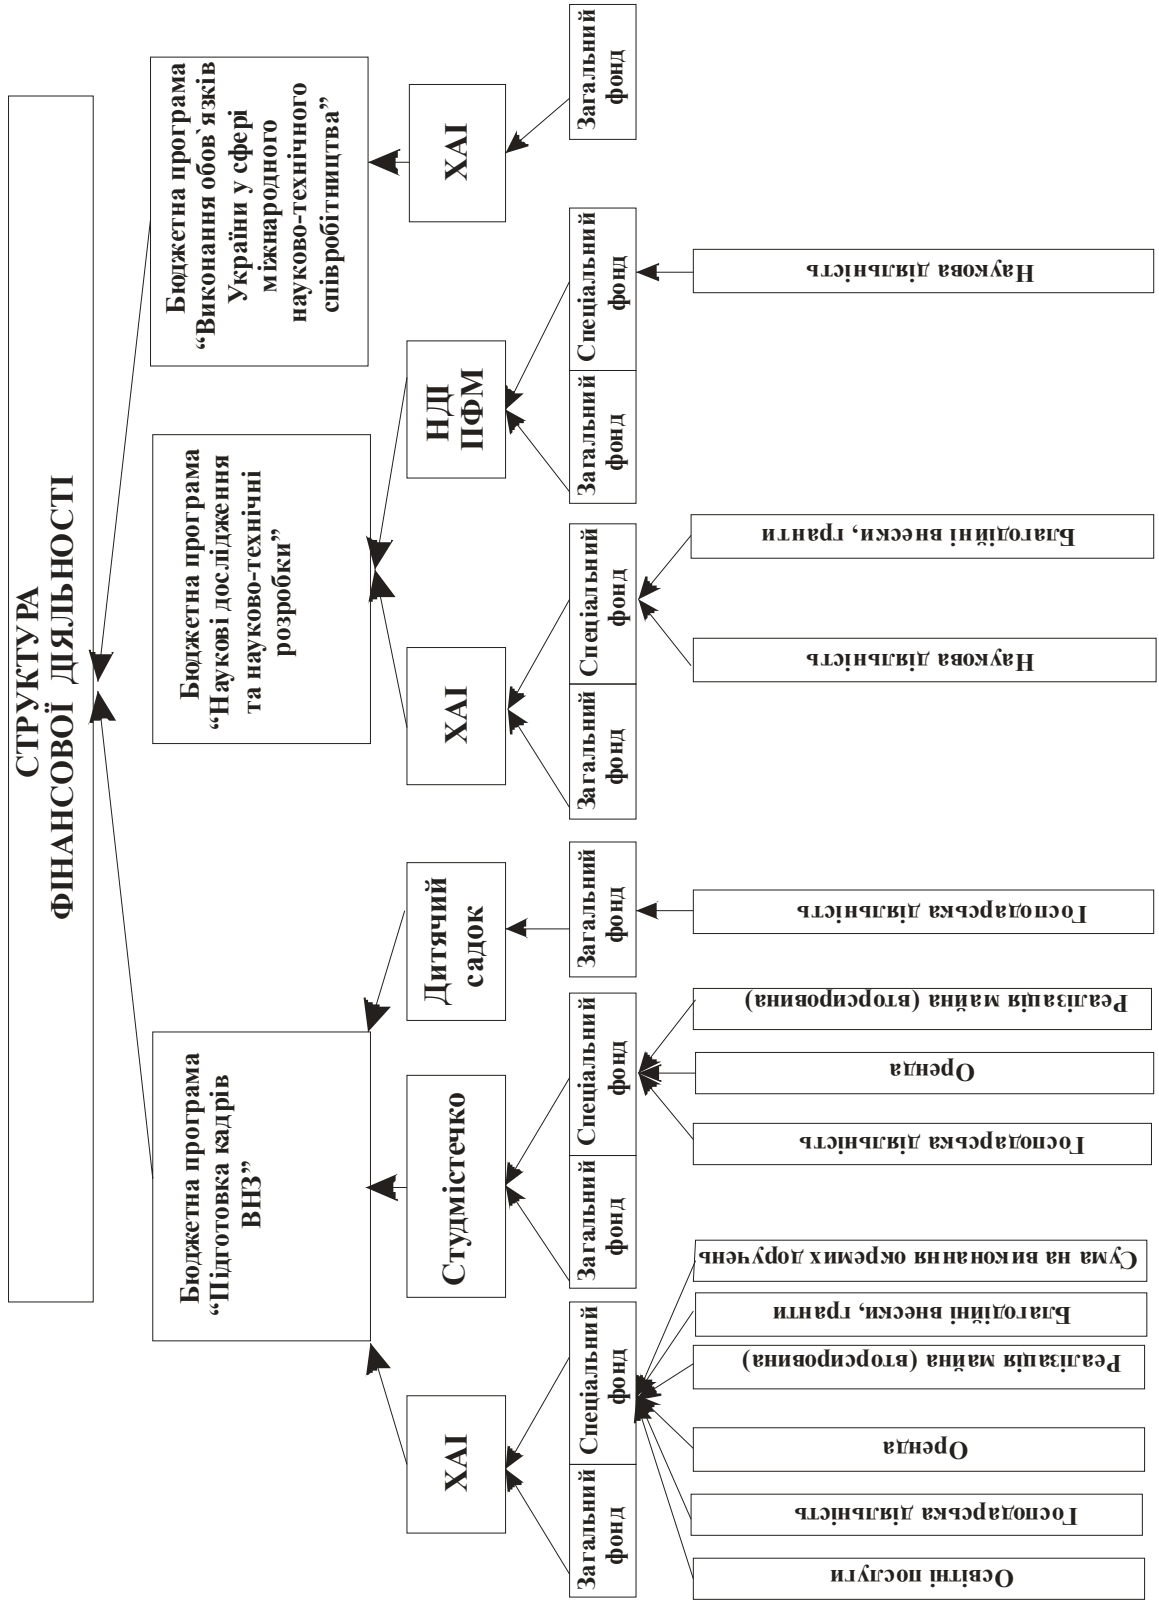 СТРУКТУРА
ФІНАНСОВОЇ ДІЯЛЬНОСТІ
Бюджетна програма
“Підготовка кадрів
ВНЗ”
Бюджетна програма
“Наукові дослідження
та науково-технічні
розробки”
Бюджетна програма
“Виконання обов`язків
України у сфері
міжнародного
науково-технічного
співробітництва”
ХАІ
Студмістечко
Дитячий
садок
ХАІ
НДІ
ПФМ
ХАІ
Загальний
фонд
Спеціальний
фонд
Загальний
фонд
Спеціальний
фонд
Загальний
фонд
Загальний
фонд
Спеціальний
фонд
Загальний
фонд
Спеціальний
фонд
Загальний
фонд
Освітні послуги
Господарська діяльність
Оренда
Реалізація майна (вторсировина)
Благодійні внески, гранти
Сума на виконання окремих доручень
Господарська діяльність
Оренда
Реалізація майна (вторсировина)
Господарська діяльність
Наукова діяльність
Благодійні внески, гранти
Наукова діяльність